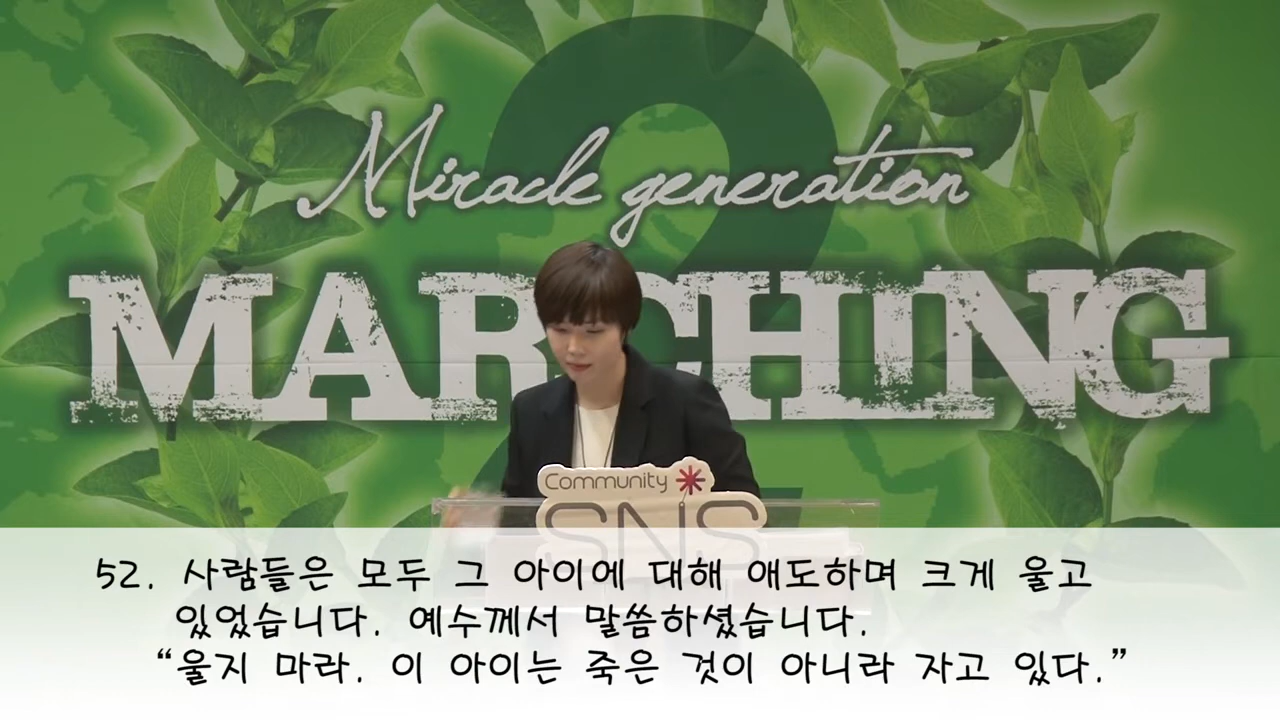 Miracle generation
MARCHING
Community
SNS
52. 사람들은 모두 그 아이에 대해 애도하며 크게 울고
있었습니다. 예수께서 말씀하셨습니다.
“울지 마라. 이 아이는 죽은 것이 아니라 자고 있다.”